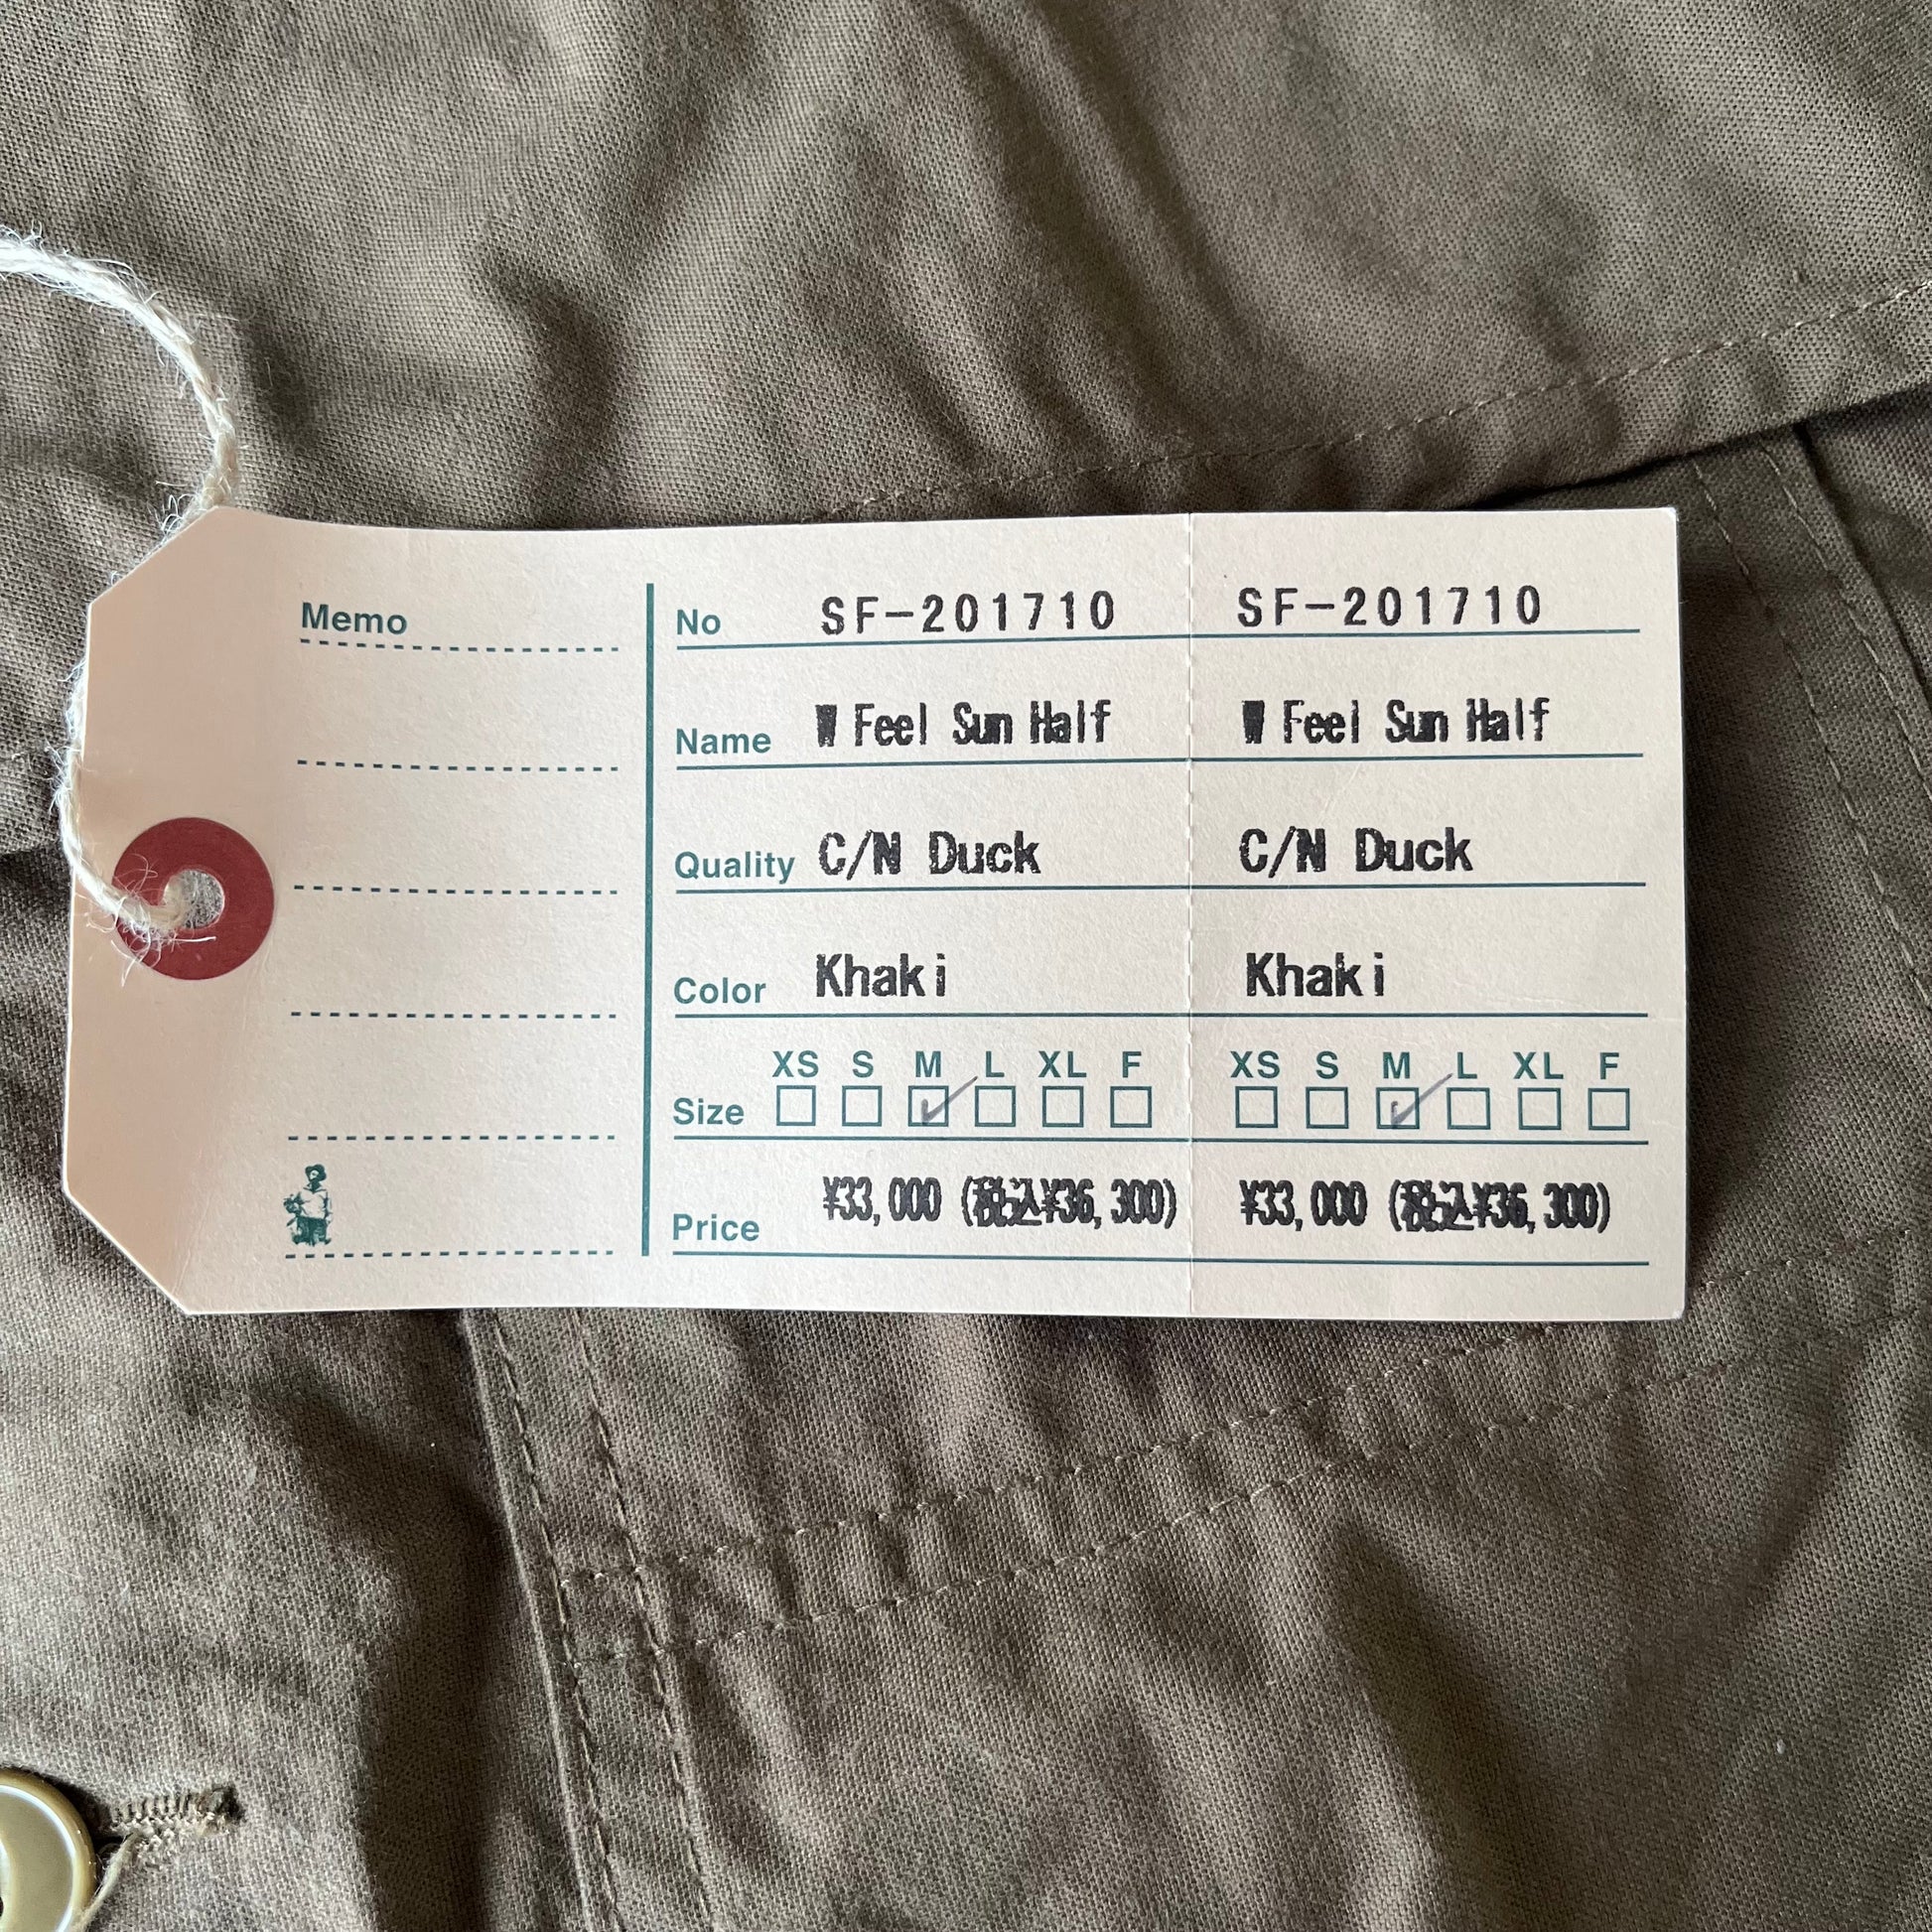 Memo
No SF-201710 SF-201710
Name W Feel Sun Half W Feel Sun Half
Quality C/N Duck C/N Duck
Color Khaki Khaki
XS S M L XL F XS S M L XL F
Size
Price ¥33,000 (税込¥36,300) ¥33,000 (税込¥36,300)